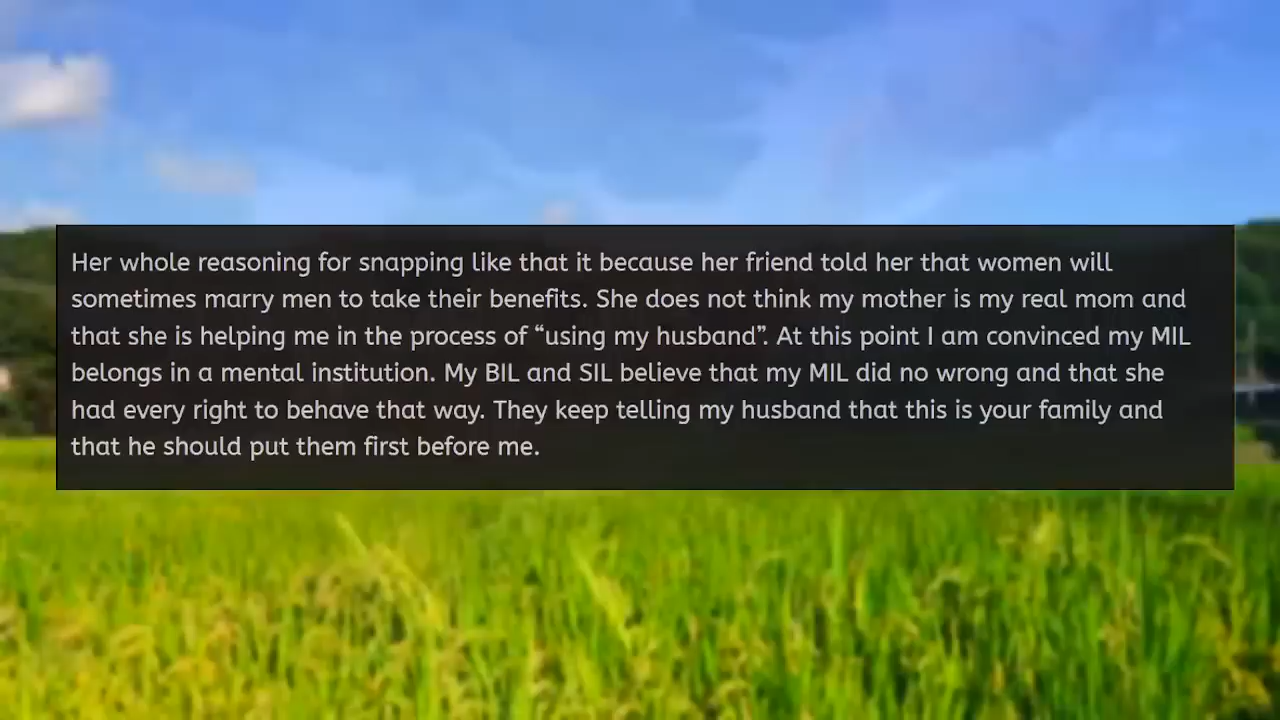 Her whole reasoning for snapping like that it because her friend told her that women will
sometimes marry men to take their benefits. She does not think my mother is my real mom and
that she is helping me in the process of “using my husband”. At this point I am convinced my MIL
belongs in a mental institution. My BIL and SIL believe that my MIL did no wrong and that she
had every right to behave that way. They keep telling my husband that this is your family and
that he should put them first before me.